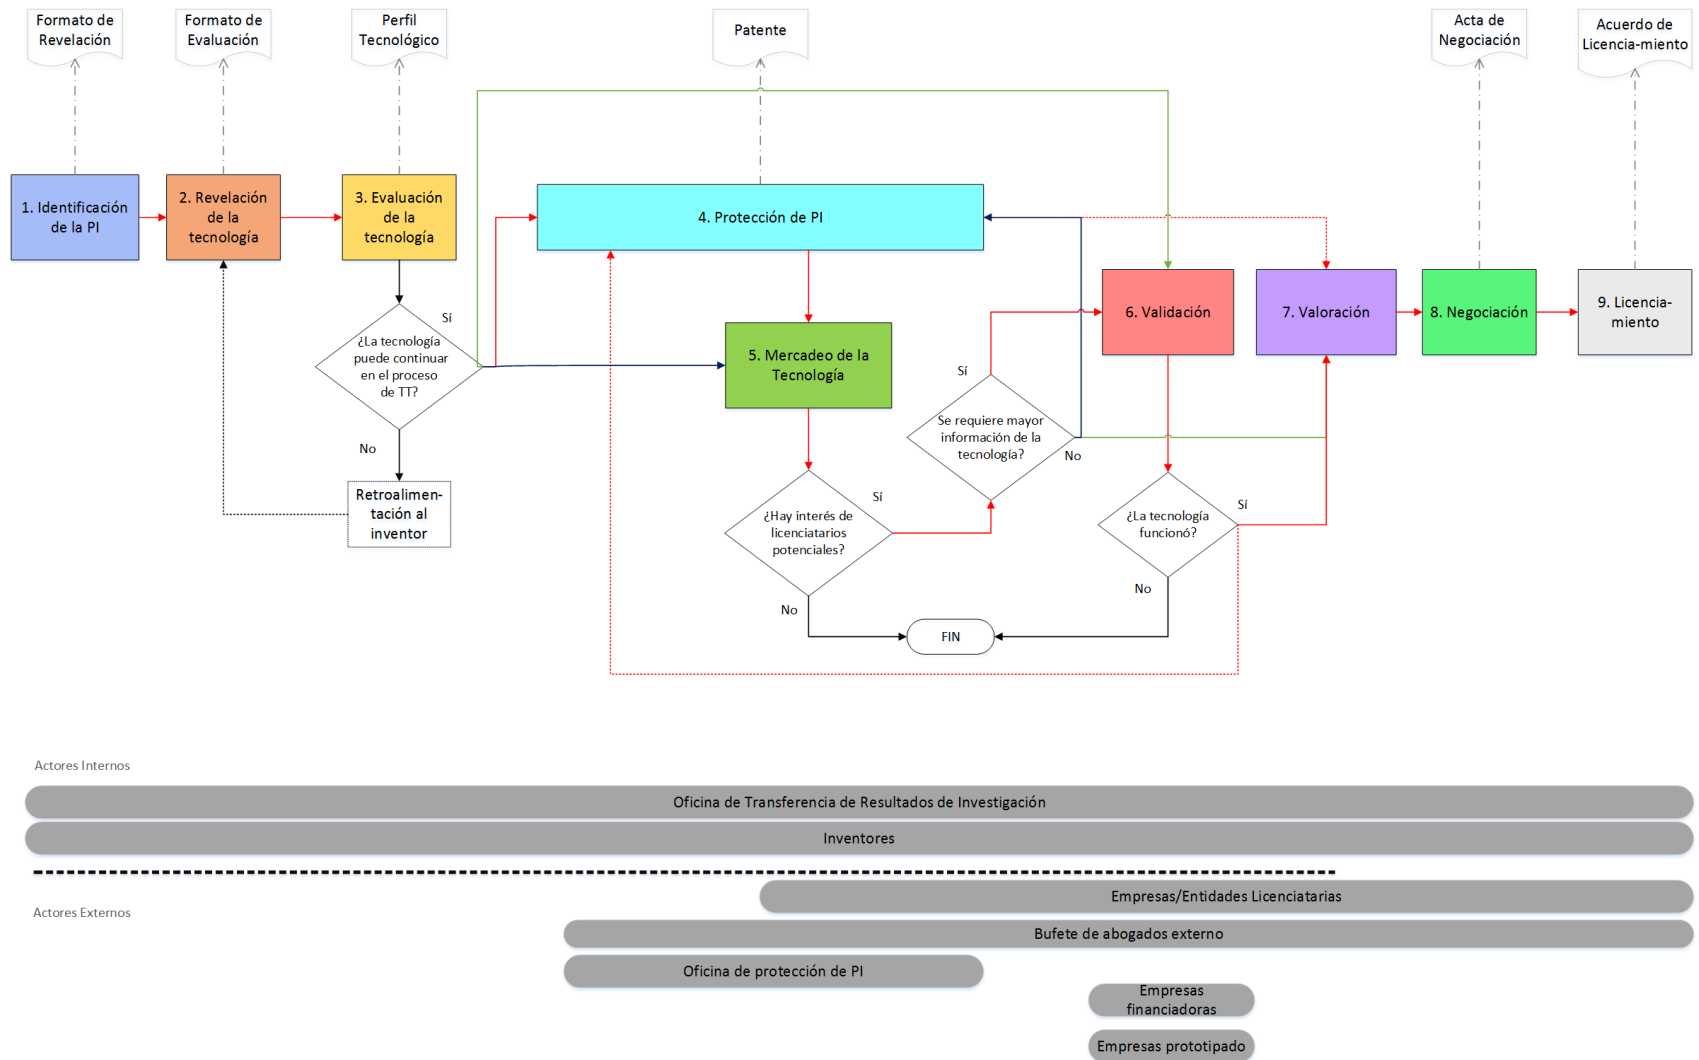 Formato de
Revelación
Formato de
Evaluación
Perfil
Tecnológico
Patente
Acta de
Negociación
Acuerdo de
Licencia-miento
1. Identificación
de la PI
2. Revelación
de la
tecnología
3. Evaluación
de la
tecnología
4. Protección de PI
6. Validación
7. Valoración
8. Negociación
9. Licencia-
miento
Sí
¿La tecnología
puede continuar
en el proceso
de TT?
No
Retroalimen-
tación al
inventor
5. Mercadeo de la
Tecnología
Sí
Se requiere mayor
información de la
tecnología?
No
Sí
¿Hay interés de
licenciatarios
potenciales?
No
Sí
¿La tecnología
funcionó?
No
FIN
Actores Internos
Oficina de Transferencia de Resultados de Investigación
Inventores
Actores Externos
Empresas/Entidades Licenciatarias
Bufete de abogados externo
Oficina de protección de PI
Empresas
financiadoras
Empresas prototipado